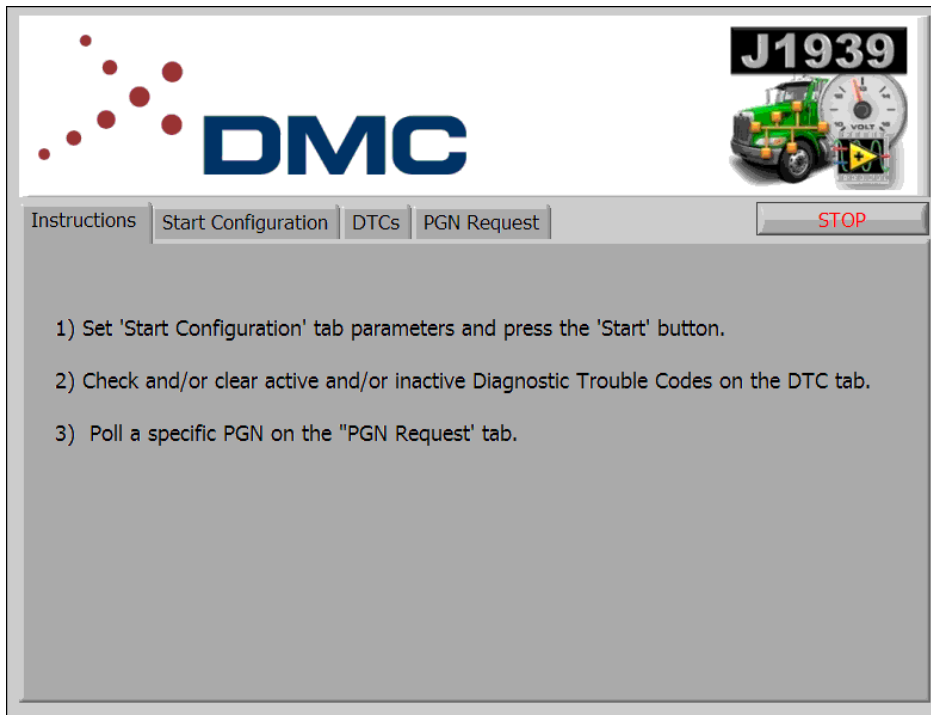 J1939
VOLT
DMC
Instructions
Start Configuration
DTCs
PGN Request
STOP
1) Set 'Start Configuration' tab parameters and press the 'Start' button.
2) Check and/or clear active and/or inactive Diagnostic Trouble Codes on the DTC tab.
3) Poll a specific PGN on the "PGN Request' tab.